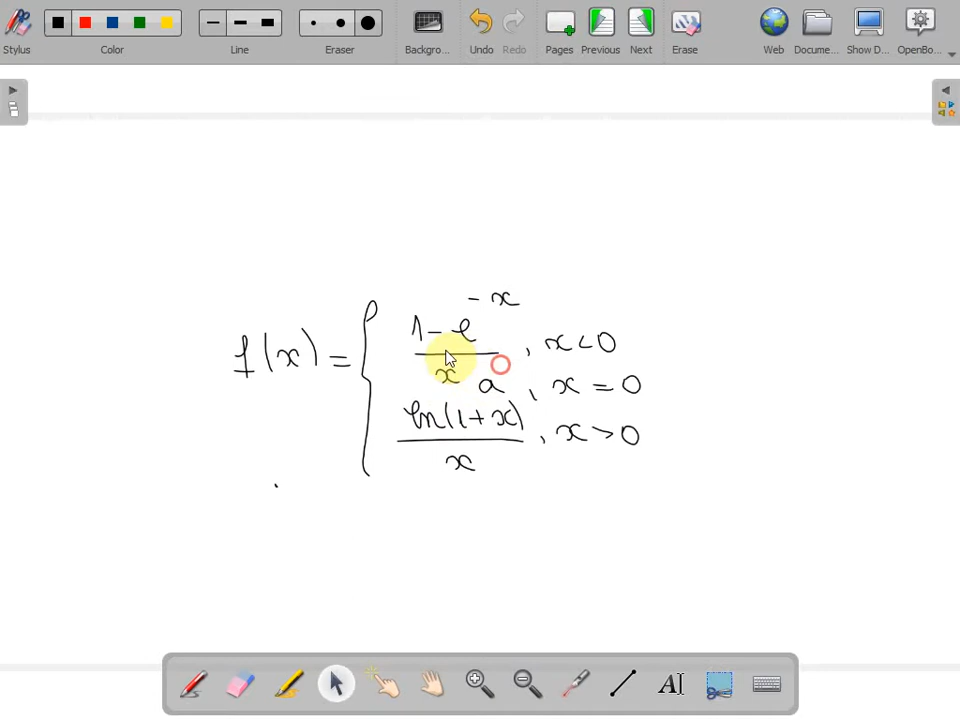 Stylus Color Line Eraser Backgro... Undo Redo Pages Previous Next Erase Web Docume... Show D... OpenBo...
f(x) = { (1 - e^{-x})/x , x < 0
a , x = 0
ln(1+x)/x , x > 0
A